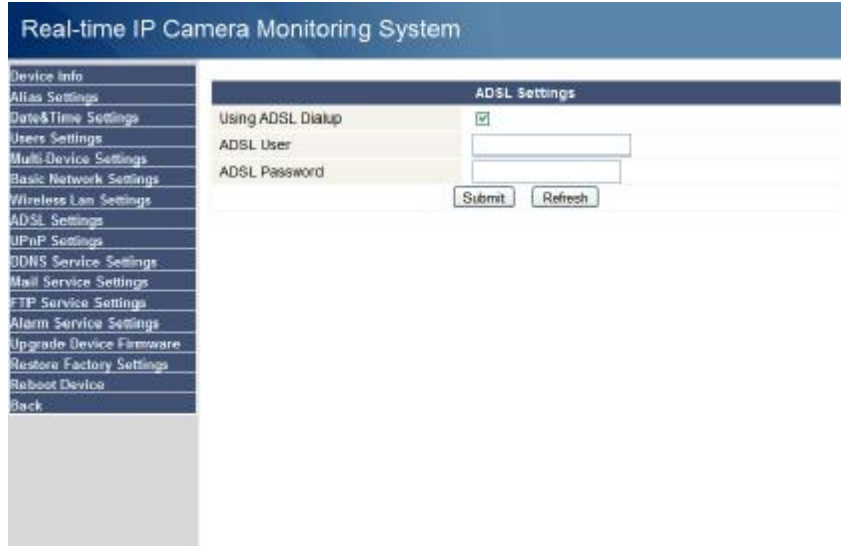 Real-time IP Camera Monitoring System
Device Info
Alias Settings
Date&Time Settings
Users Settings
Multi-Device Settings
Basic Network Settings
Wireless Lan Settings
ADSL Settings
UPnP Settings
DDNS Service Settings
Mail Service Settings
FTP Service Settings
Alarm Service Settings
Upgrade Device Firmware
Restore Factory Settings
Reboot Device
Back
ADSL Settings
Using ADSL Dialup
ADSL User
ADSL Password
Submit Refresh